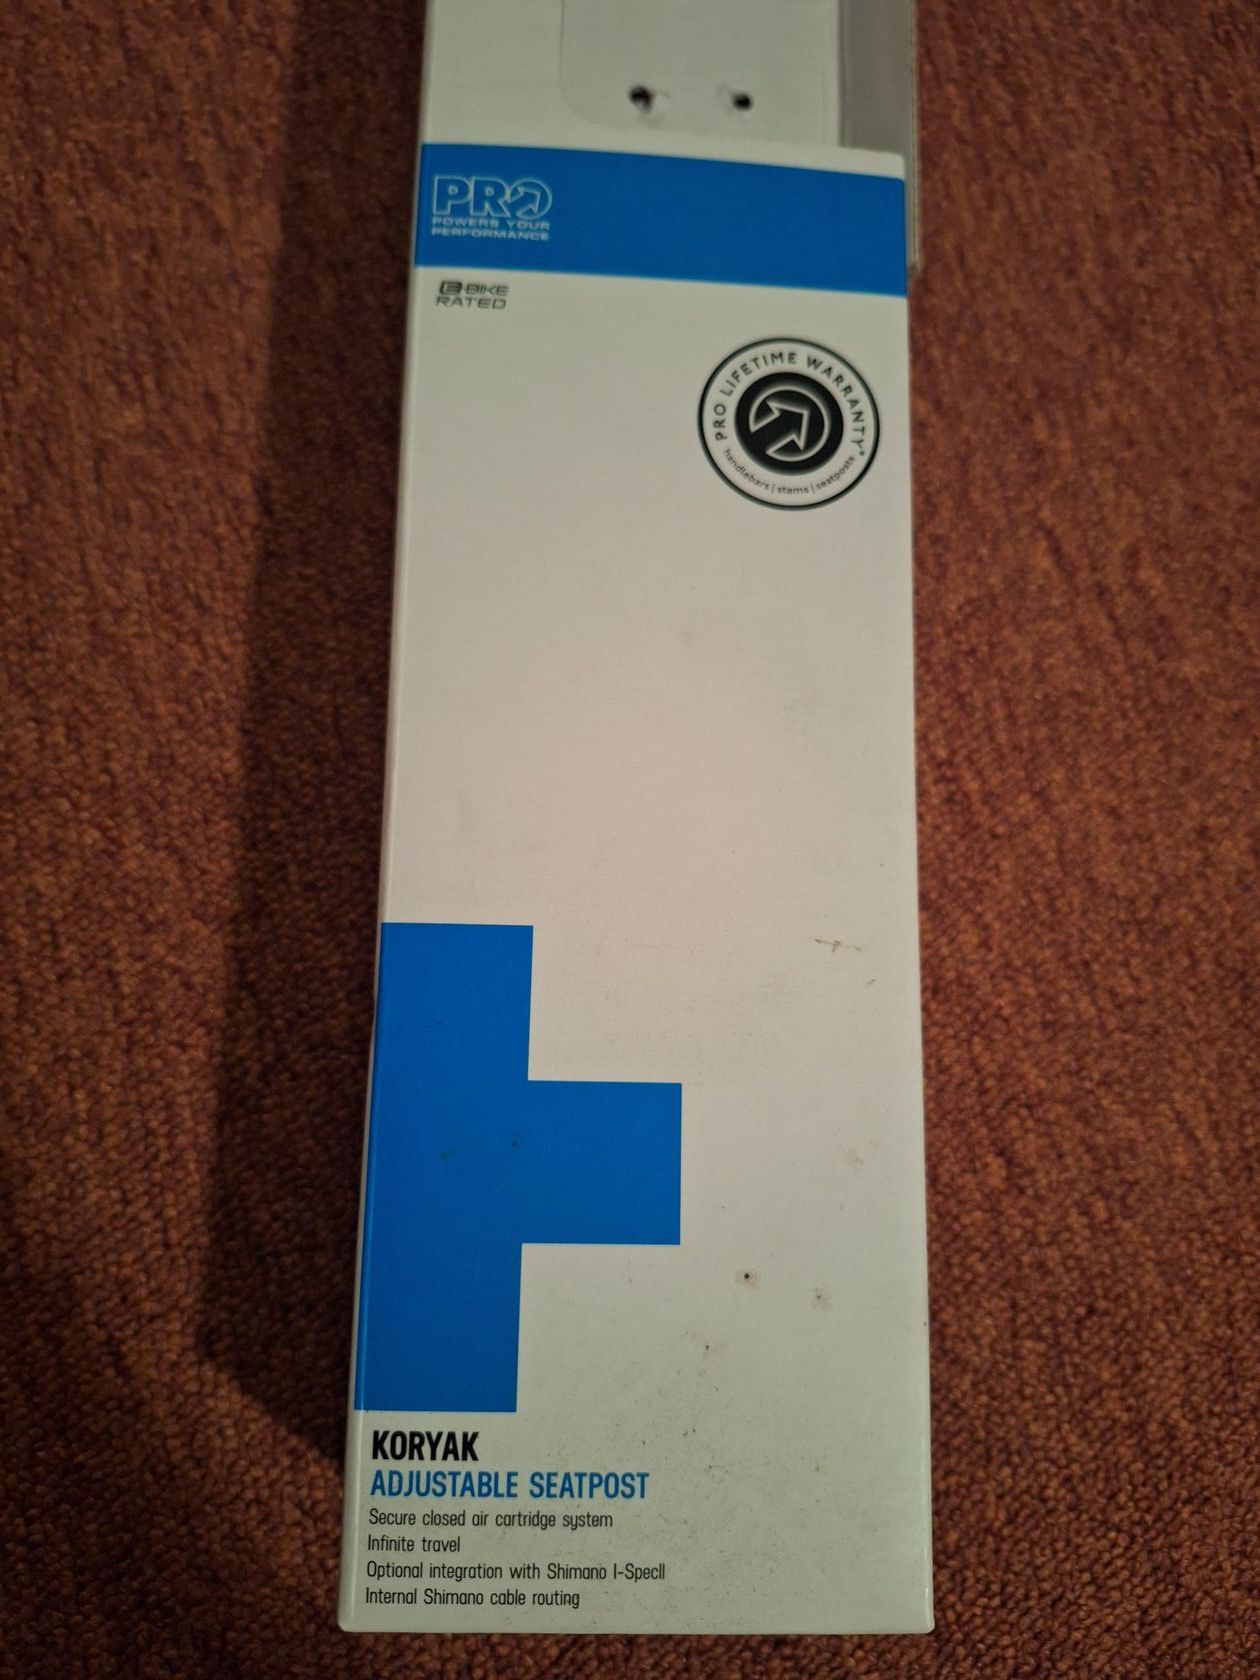 PRO
POWERS YOUR
PERFORMANCE
E-BIKE
RATED
PRO LIFETIME WARRANTY*
handlebars | stems | seatposts
KORYAK
ADJUSTABLE SEATPOST
Secure closed air cartridge system
Infinite travel
Optional integration with Shimano I-SpecII
Internal Shimano cable routing